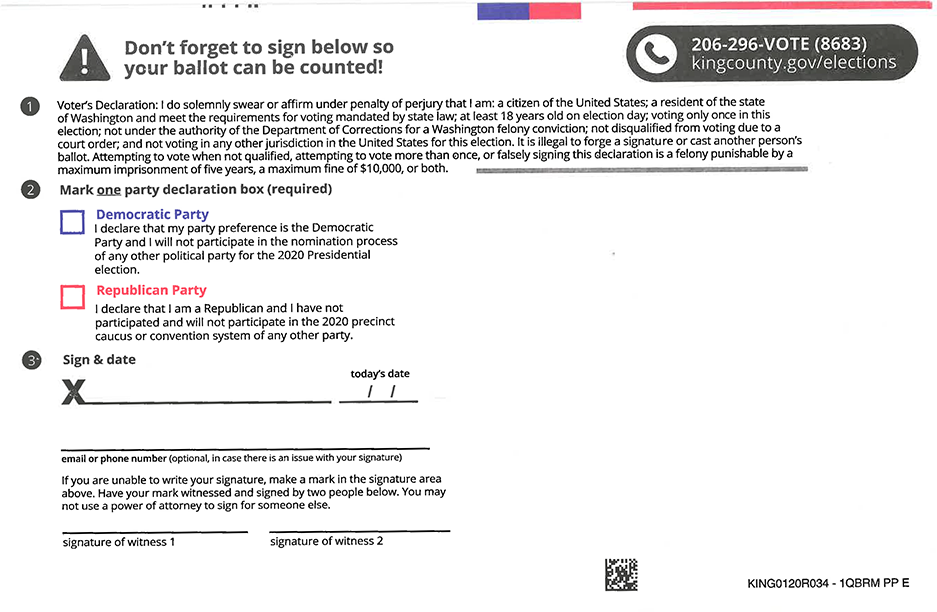 Don't forget to sign below so
your ballot can be counted!
206-296-VOTE (8683)
kingcounty.gov/elections
1 Voter's Declaration: I do solemnly swear or affirm under penalty of perjury that I am: a citizen of the United States; a resident of the state
of Washington and meet the requirements for voting mandated by state law; at least 18 years old on election day; voting only once in this
election; not under the authority of the Department of Corrections for a Washington felony conviction; not disqualified from voting due to a
court order; and not voting in any other jurisdiction in the United States for this election. It is illegal to forge a signature or cast another person's
ballot. Attempting to vote when not qualified, attempting to vote more than once, or falsely signing this declaration is a felony punishable by a
maximum imprisonment of five years, a maximum fine of $10,000, or both.
2 Mark one party declaration box (required)
Democratic Party
I declare that my party preference is the Democratic
Party and I will not participate in the nomination process
of any other political party for the 2020 Presidential
election.
Republican Party
I declare that I am a Republican and I have not
participated and will not participate in the 2020 precinct
caucus or convention system of any other party.
3 Sign & date
today's date
X / /
email or phone number (optional, in case there is an issue with your signature)
If you are unable to write your signature, make a mark in the signature area
above. Have your mark witnessed and signed by two people below. You may
not use a power of attorney to sign for someone else.
signature of witness 1
signature of witness 2
KING0120R034 - 1QBRM PP E